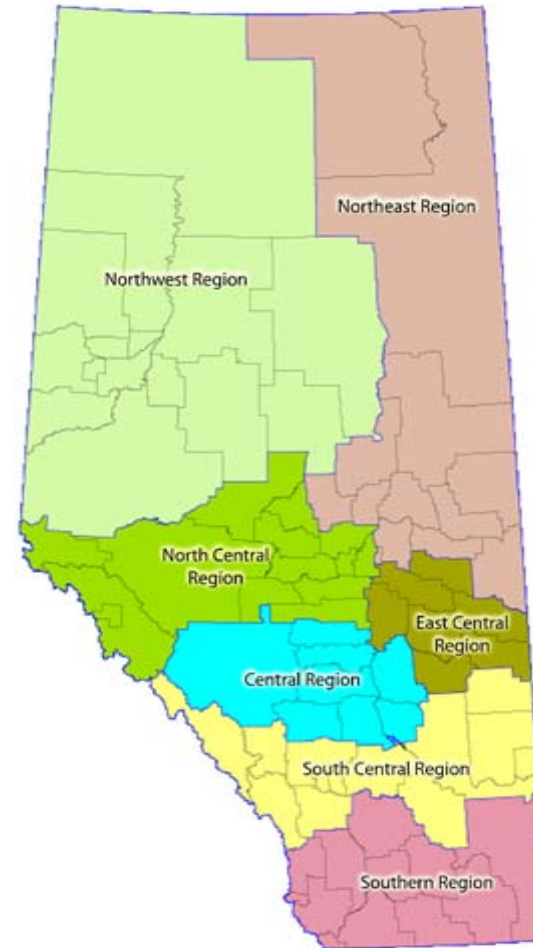 Northeast Region
Northwest Region
North Central
Region
East Central
Region
Central Region
South Central Region
Southern Region